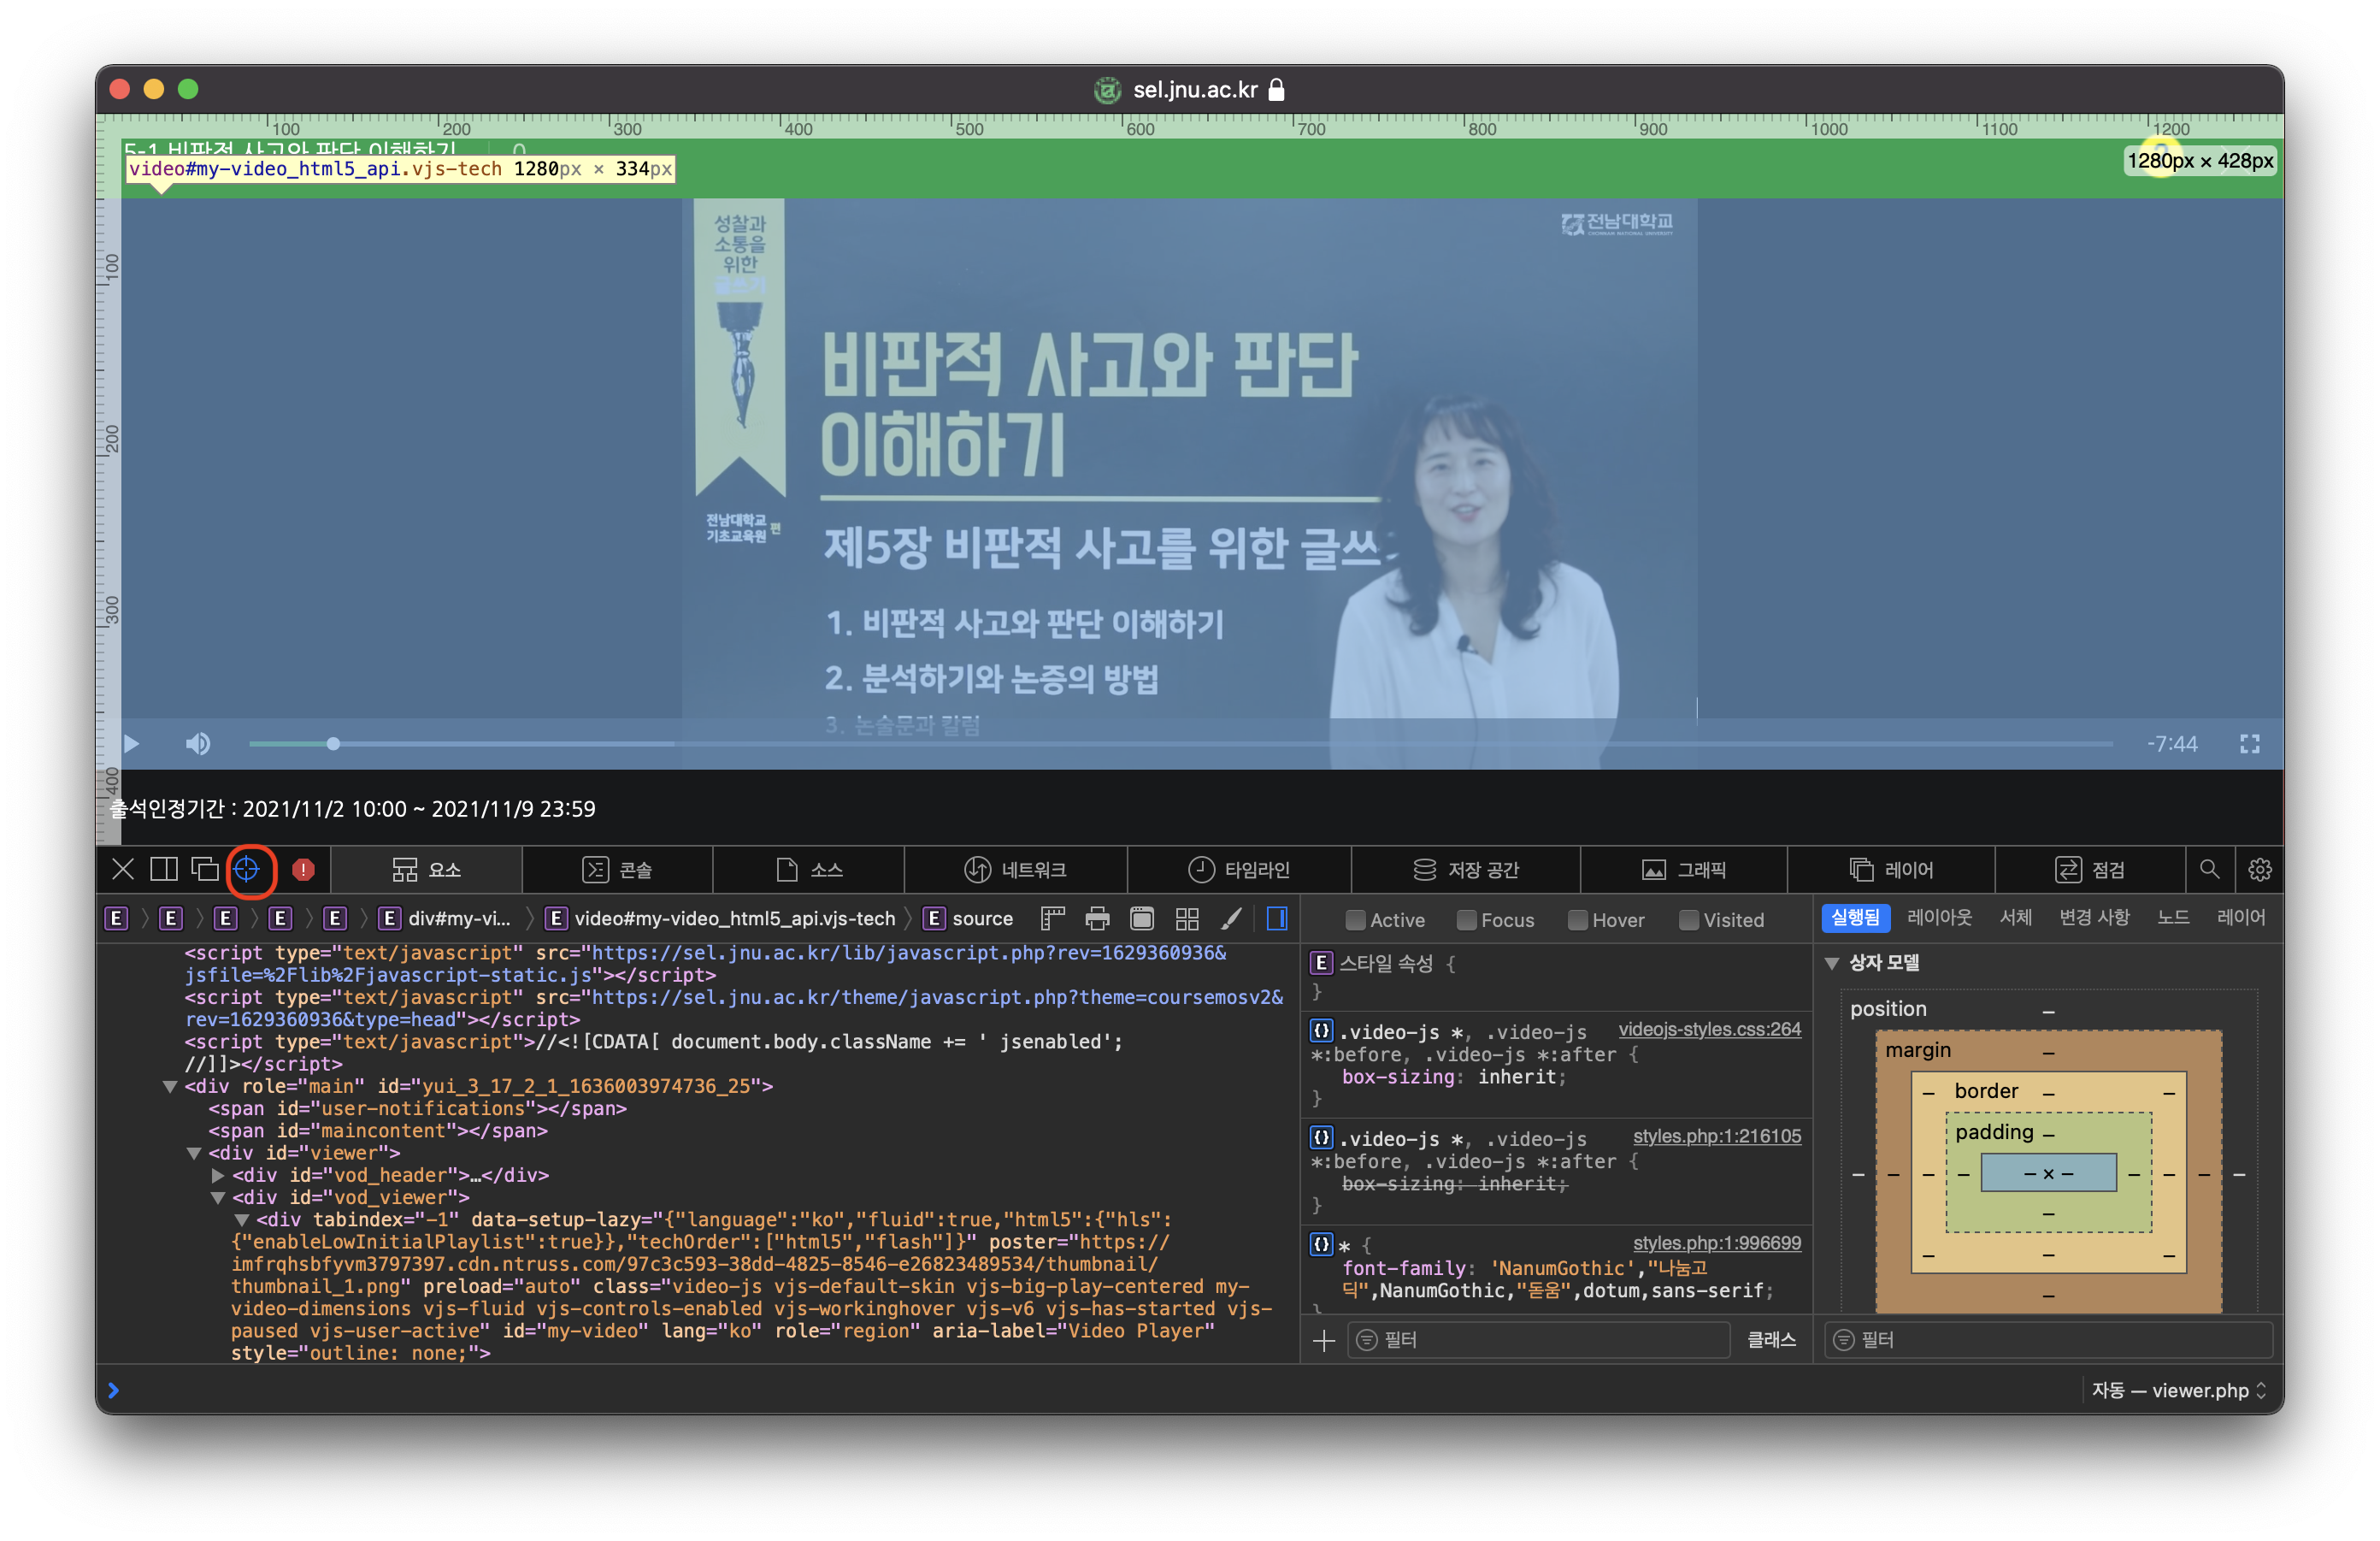 sel.jnu.ac.kr
100 200 300 400 500 600 700 800 900 1000 1100 1200
5-1 비판적 사고와 판단 이해하기
video#my-video_html5_api.vjs-tech 1280px × 334px
1280px × 428px
100
200
300
400
성찰과
소통을
위한
글쓰기
전남대학교
기초교육원 편
전남대학교
비판적 사고와 판단
이해하기
제5장 비판적 사고를 위한 글쓰
1. 비판적 사고와 판단 이해하기
2. 분석하기와 논증의 방법
3. 논술문과 칼럼
-7:44
출석인정기간 : 2021/11/2 10:00 ~ 2021/11/9 23:59
요소 콘솔 소스 네트워크 타임라인 저장 공간 그래픽 레이어 점검
E E E E E E div#my-vi... E video#my-video_html5_api.vjs-tech E source
<script type="text/javascript" src="https://sel.jnu.ac.kr/lib/javascript.php?rev=1629360936&
jsfile=%2Flib%2Fjavascript-static.js"></script>
<script type="text/javascript" src="https://sel.jnu.ac.kr/theme/javascript.php?theme=coursemosv2&
rev=1629360936&type=head"></script>
<script type="text/javascript">//<![CDATA[ document.body.className += ' jsenabled';
//]]></script>
<div role="main" id="yui_3_17_2_1_1636003974736_25">
<span id="user-notifications"></span>
<span id="maincontent"></span>
<div id="viewer">
<div id="vod_header">…</div>
<div id="vod_viewer">
<div tabindex="-1" data-setup-lazy="{"language":"ko","fluid":true,"html5":{"hls":
{"enableLowInitialPlaylist":true}},"techOrder":["html5","flash"]}" poster="https://
imfrqhsbfyvm3797397.cdn.ntruss.com/97c3c593-38dd-4825-8546-e26823489534/thumbnail/
thumbnail_1.png" preload="auto" class="video-js vjs-default-skin vjs-big-play-centered my-
video-dimensions vjs-fluid vjs-controls-enabled vjs-workinghover vjs-v6 vjs-has-started vjs-
paused vjs-user-active" id="my-video" lang="ko" role="region" aria-label="Video Player"
style="outline: none;">
Active Focus Hover Visited
E 스타일 속성 {
}
{} .video-js *, .video-js videojs-styles.css:264
*:before, .video-js *:after {
box-sizing: inherit;
}
{} .video-js *, .video-js styles.php:1:216105
*:before, .video-js *:after {
box-sizing: inherit;
}
{} * { styles.php:1:996699
font-family: 'NanumGothic',"나눔고
딕",NanumGothic,"돋움",dotum,sans-serif;
}
필터 클래스
실행됨 레이아웃 서체 변경 사항 노드 레이어
상자 모델
position –
margin –
border –
padding –
– × –
필터
자동 — viewer.php